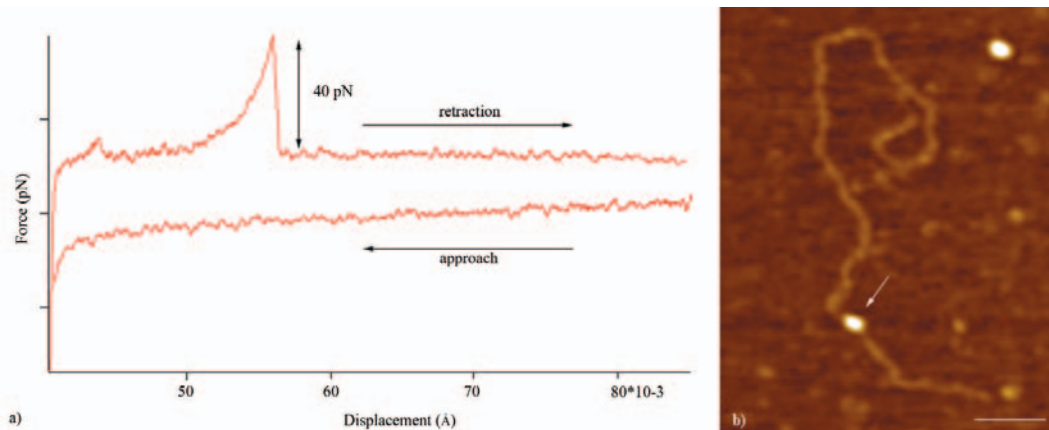 40 pN
retraction
Force (pN)
approach
50 60 70 80*10-3
a) Displacement (Å) b)